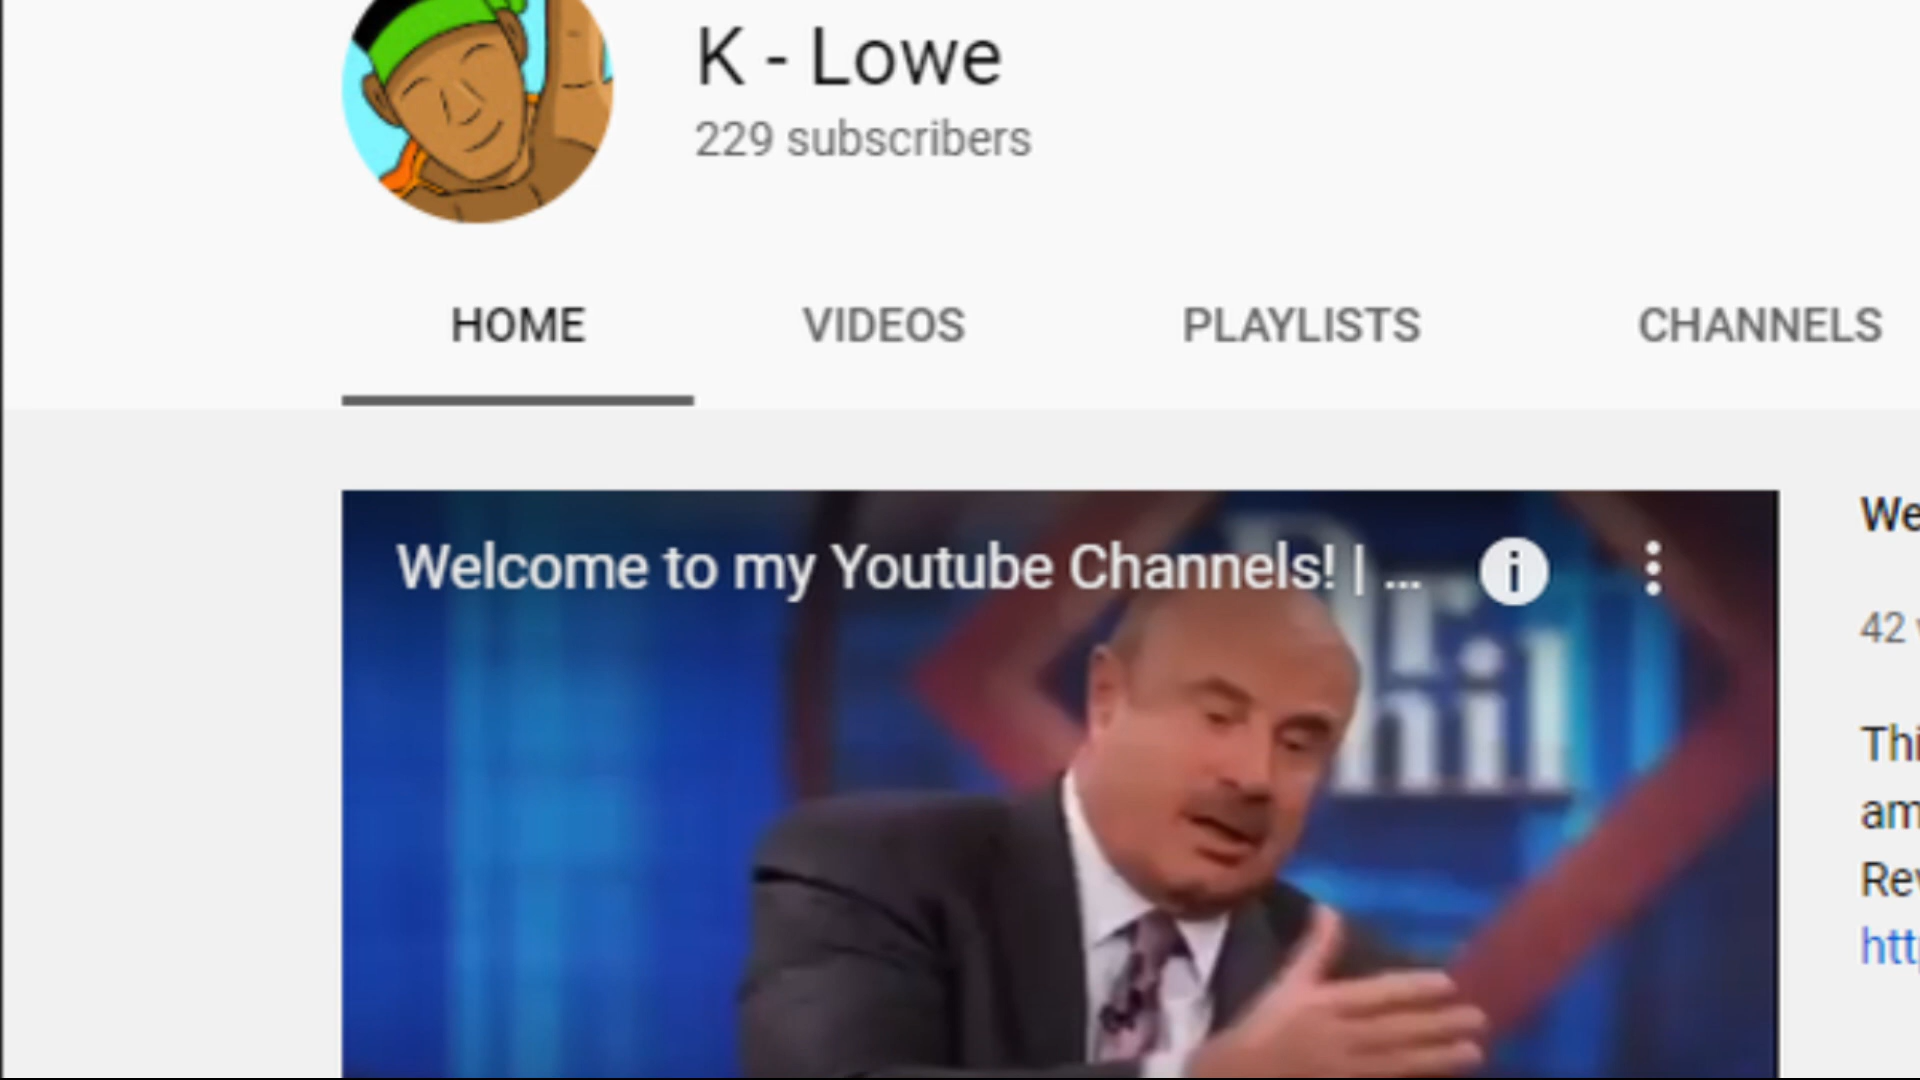 K - Lowe
229 subscribers
HOME VIDEOS PLAYLISTS CHANNELS
Welcome to my Youtube Channels! | ...
We
42
Thi
am
Rev
htt